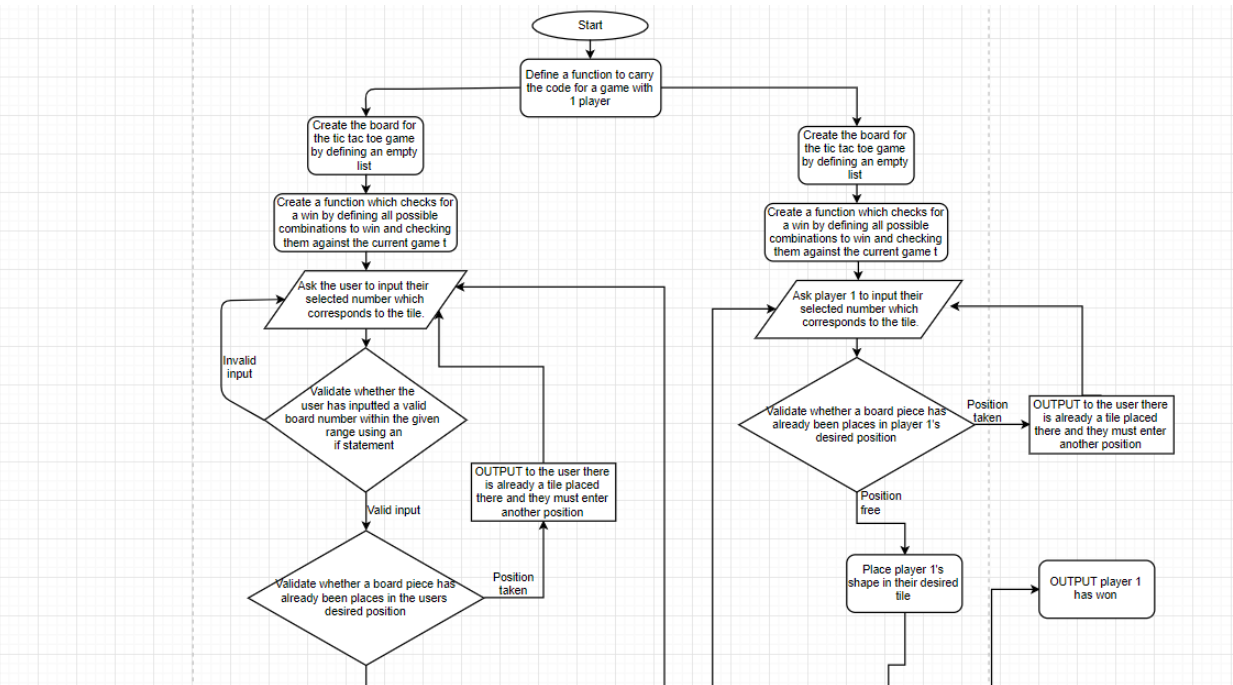 Start
Define a function to carry
the code for a game with
1 player
Create the board for
the tic tac toe game
by defining an empty
list
Create a function which checks for
a win by defining all possible
combinations to win and checking
them against the current game t
Ask the user to input their
selected number which
corresponds to the tile.
Invalid
input
Validate whether the
user has inputted a valid
board number within the given
range using an
if statement
Valid input
OUTPUT to the user there
is already a tile placed
there and they must enter
another position
Validate whether a board piece has
already been places in the users
desired position
Position
taken
Create the board for
the tic tac toe game
by defining an empty
list
Create a function which checks for
a win by defining all possible
combinations to win and checking
them against the current game t
Ask player 1 to input their
selected number which
corresponds to the tile.
Validate whether a board piece has
already been places in player 1's
desired position
Position
taken
OUTPUT to the user there
is already a tile placed
there and they must enter
another position
Position
free
Place player 1's
shape in their desired
tile
OUTPUT player 1
has won